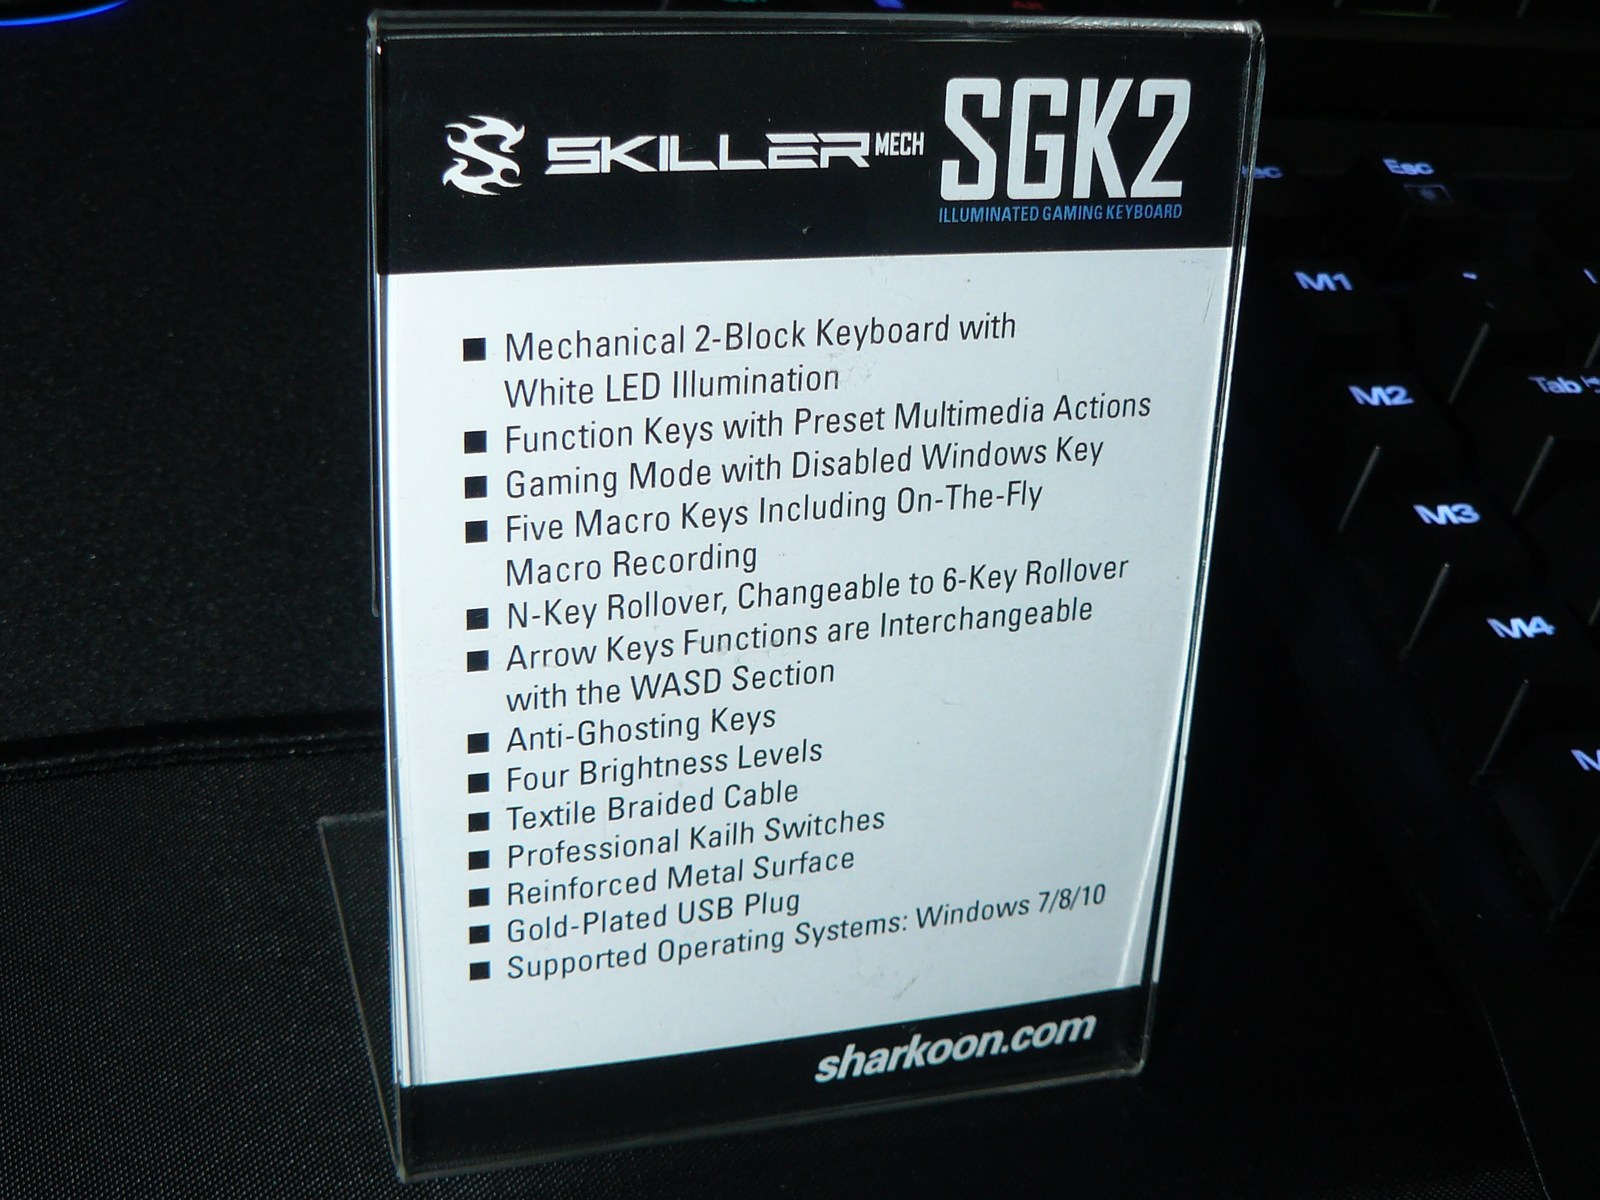 SKILLER MECH SGK2
ILLUMINATED GAMING KEYBOARD
■ Mechanical 2-Block Keyboard with
White LED Illumination
■ Function Keys with Preset Multimedia Actions
■ Gaming Mode with Disabled Windows Key
■ Five Macro Keys Including On-The-Fly
Macro Recording
■ N-Key Rollover, Changeable to 6-Key Rollover
■ Arrow Keys Functions are Interchangeable
with the WASD Section
■ Anti-Ghosting Keys
■ Four Brightness Levels
■ Textile Braided Cable
■ Professional Kailh Switches
■ Reinforced Metal Surface
■ Gold-Plated USB Plug
■ Supported Operating Systems: Windows 7/8/10
sharkoon.com
Esc
M1
~
M2
Tab
M3
M4